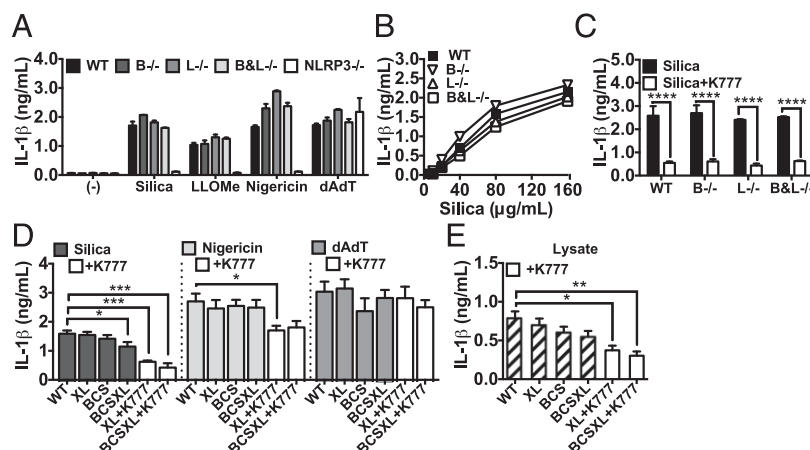 A
WT B-/- L-/- B&L-/- NLRP3-/-
IL-1β (ng/mL)
4.0
3.0
2.0
1.0
0
(-) Silica LLOMe Nigericin dAdT
B
WT
B-/-
L-/-
B&L-/-
IL-1β (ng/mL)
3.0
2.5
2.0
1.5
1.0
0.5
0
0 40 80 120 160
Silica (µg/mL)
C
Silica
Silica+K777
IL-1β (ng/mL)
5.0
4.0
3.0
2.0
1.0
0
**** **** **** ****
WT B-/- L-/- B&L-/-
D
Silica
+K777
Nigericin
+K777
dAdT
+K777
IL-1β (ng/mL)
4
3
2
1
0
***
***
*
*
WT XL BCS BCSXL XL+K777 BCSXL+K777
WT XL BCS BCSXL XL+K777 BCSXL+K777
WT XL BCS BCSXL XL+K777 BCSXL+K777
E
Lysate
+K777
IL-1β (ng/mL)
1.5
1.0
0.5
0.0
**
*
WT XL BCS BCSXL XL+K777 BCSXL+K777